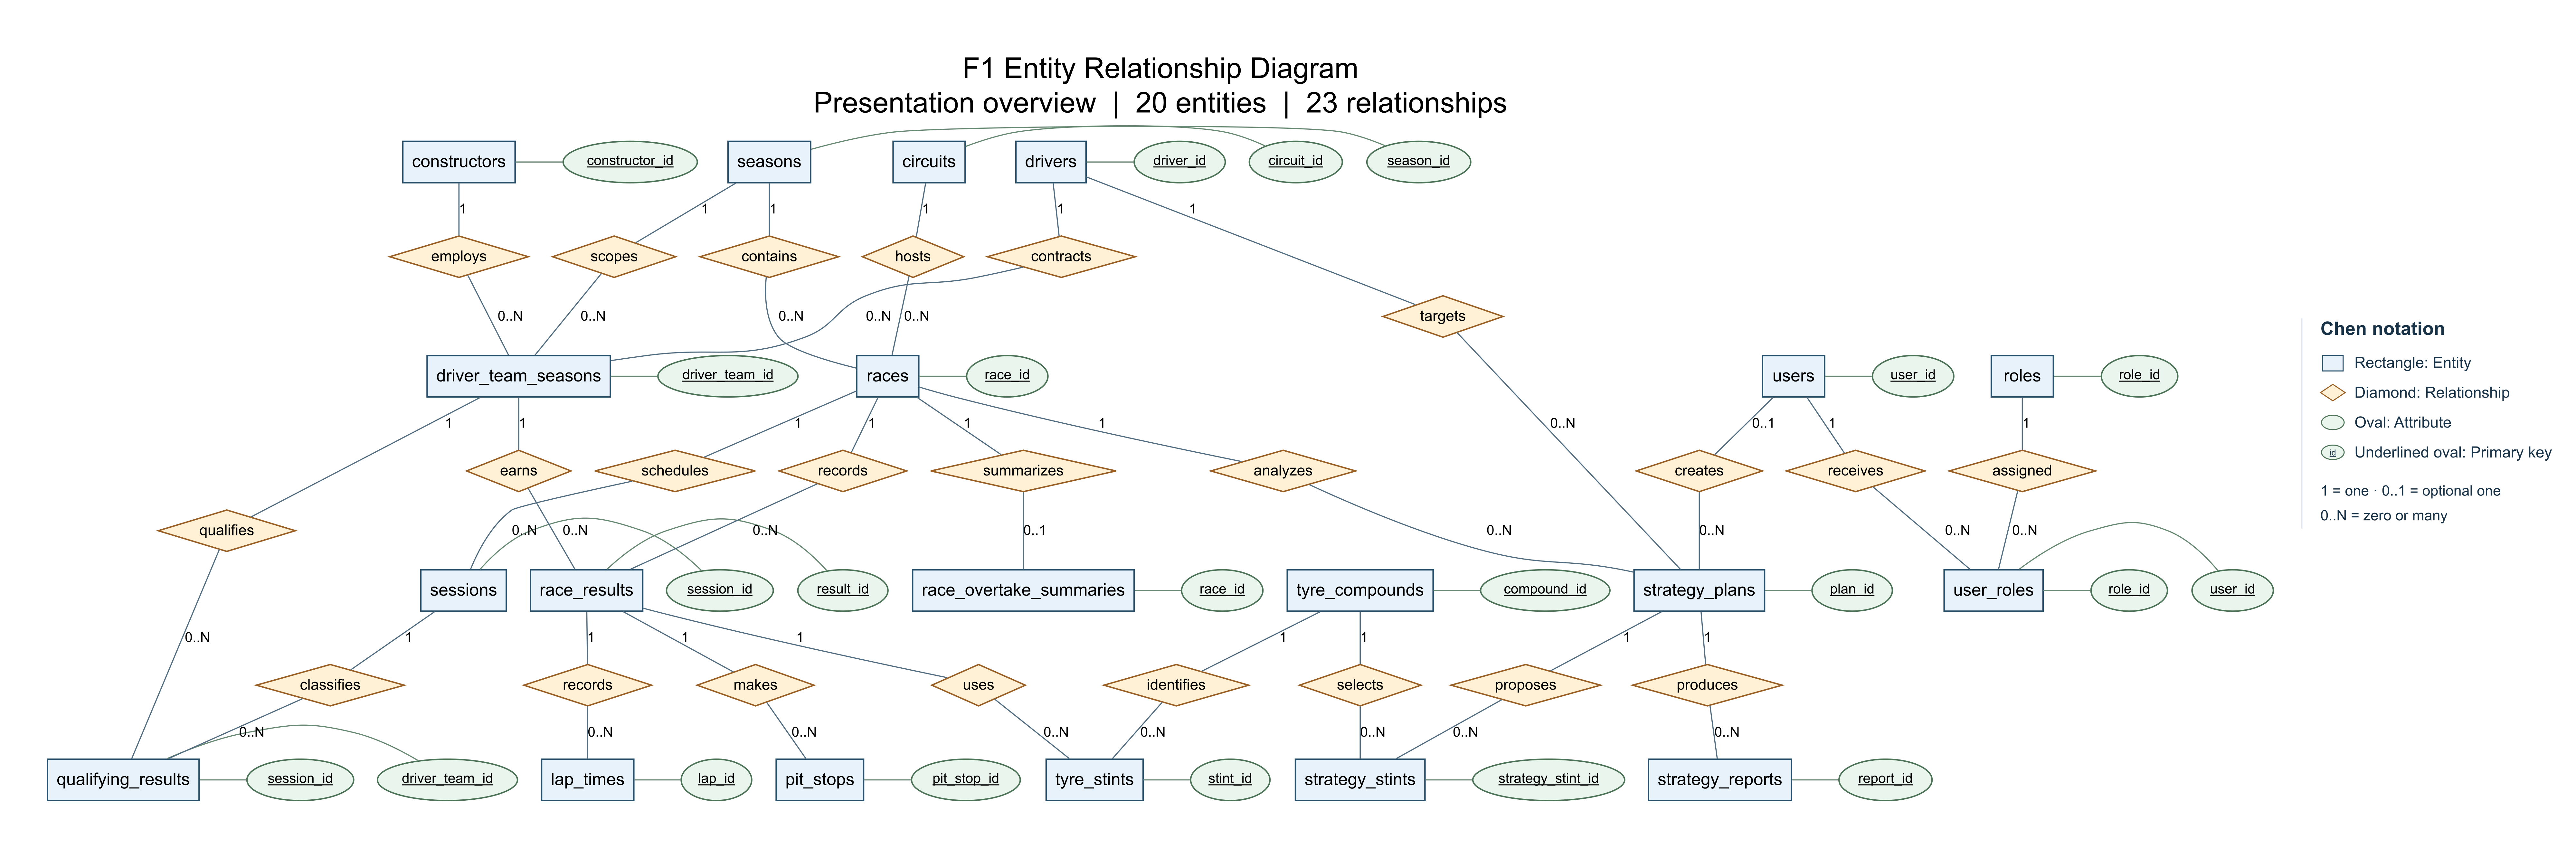 F1 Entity Relationship Diagram
Presentation overview | 20 entities | 23 relationships
constructors
constructor_id
seasons
circuits
drivers
driver_id
circuit_id
season_id
1
1
1
1
1
1
employs
scopes
contains
hosts
contracts
targets
0..N
0..N
0..N
0..N
0..N
driver_team_seasons
driver_team_id
races
race_id
users
user_id
roles
role_id
1
1
1
1
1
1
0..N
0..1
1
1
earns
schedules
records
summarizes
analyzes
creates
receives
assigned
qualifies
0..N
0..N
0..N
0..1
0..N
0..N
0..N
0..N
sessions
race_results
session_id
result_id
race_overtake_summaries
race_id
tyre_compounds
compound_id
strategy_plans
plan_id
user_roles
role_id
user_id
0..N
1
1
1
1
1
1
1
1
classifies
records
makes
uses
identifies
selects
proposes
produces
0..N
0..N
0..N
0..N
0..N
0..N
0..N
0..N
qualifying_results
session_id
driver_team_id
lap_times
lap_id
pit_stops
pit_stop_id
tyre_stints
stint_id
strategy_stints
strategy_stint_id
strategy_reports
report_id
Chen notation
Rectangle: Entity
Diamond: Relationship
Oval: Attribute
id
Underlined oval: Primary key
1 = one · 0..1 = optional one
0..N = zero or many